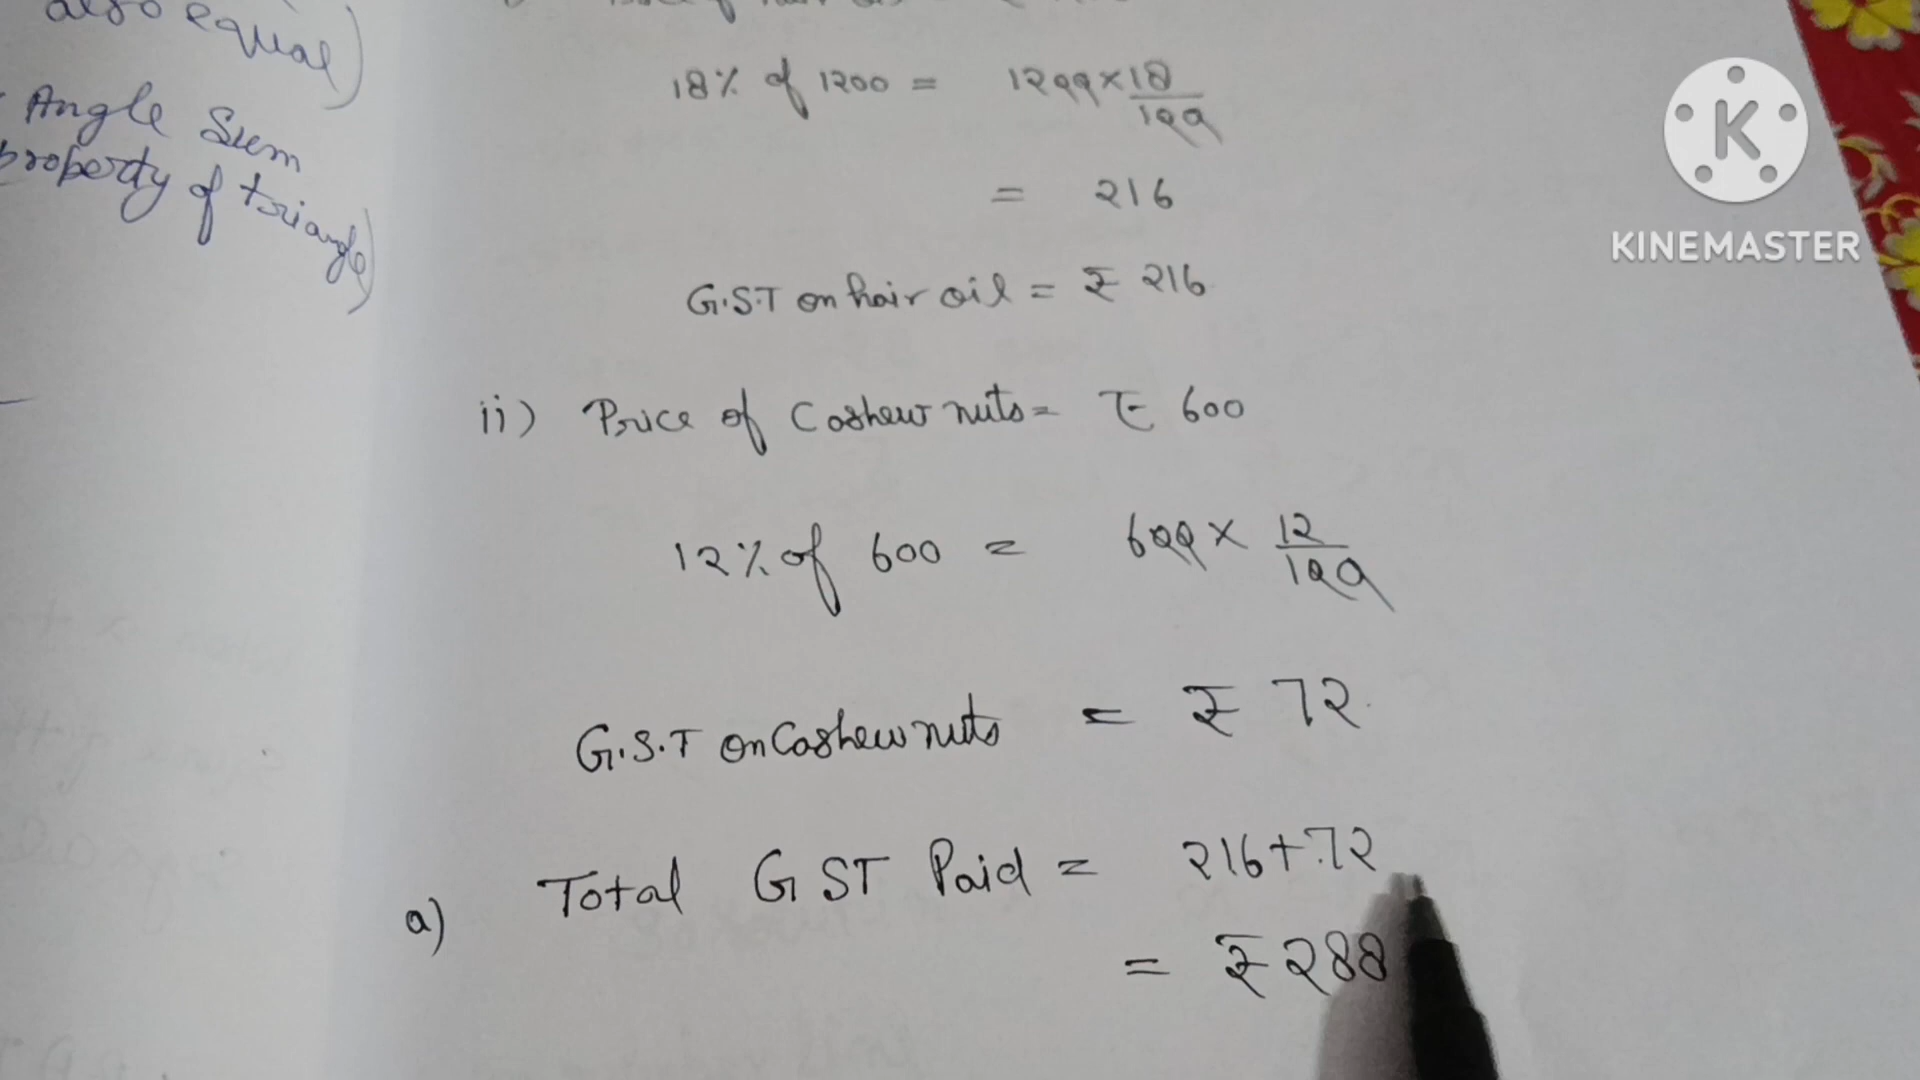 also equal)
Angle Sum
property of triangle)
18% of 1200 = 1200 × 18
100
= 216
G.S.T on hair oil = ₹ 216
ii) Price of Cashew nuts = ₹ 600
12% of 600 = 600 × 12
100
G.S.T on Cashew nuts = ₹ 72
a) Total GST Paid = 216 + 72
= ₹ 288
K
KINEMASTER